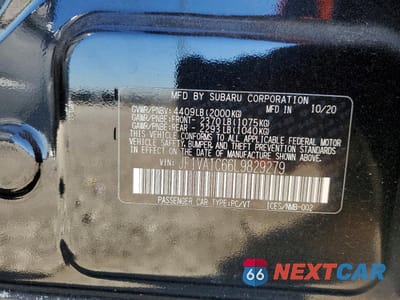 MFD BY SUBARU CORPORATION 10/20
GVWR/PNBV: 4409LB(2000KG)
GAWR/PNBE:FRONT- 2370LB(1075KG)
GAWR/PNBE:REAR - 2293LB(1040KG)
THIS VEHICLE CONFORMS TO ALL APPLICABLE FEDERAL MOTOR
VEHICLE SAFETY, BUMPER AND THEFT PREVENTION STANDARDS
IN EFFECT ON THE DATE OF MANUFACTURE SHOWN ABOVE.
VIN: JF1VA1C66L9829279
PASSENGER CAR TYPE:PC/VT ICES/NMB-002
66 NEXTCAR